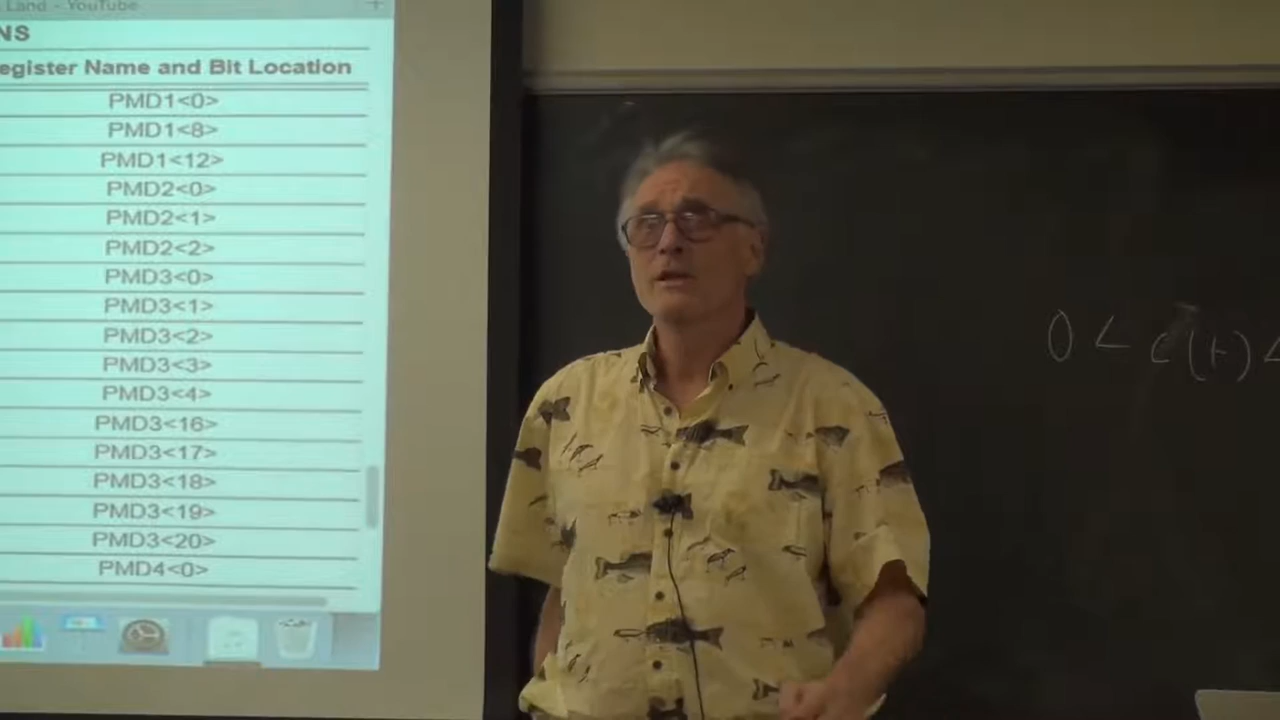 Land - YouTube
NS
egister Name and Bit Location
PMD1<0>
PMD1<8>
PMD1<12>
PMD2<0>
PMD2<1>
PMD2<2>
PMD3<0>
PMD3<1>
PMD3<2>
PMD3<3>
PMD3<4>
PMD3<16>
PMD3<17>
PMD3<18>
PMD3<19>
PMD3<20>
PMD4<0>
0 < c(t) <